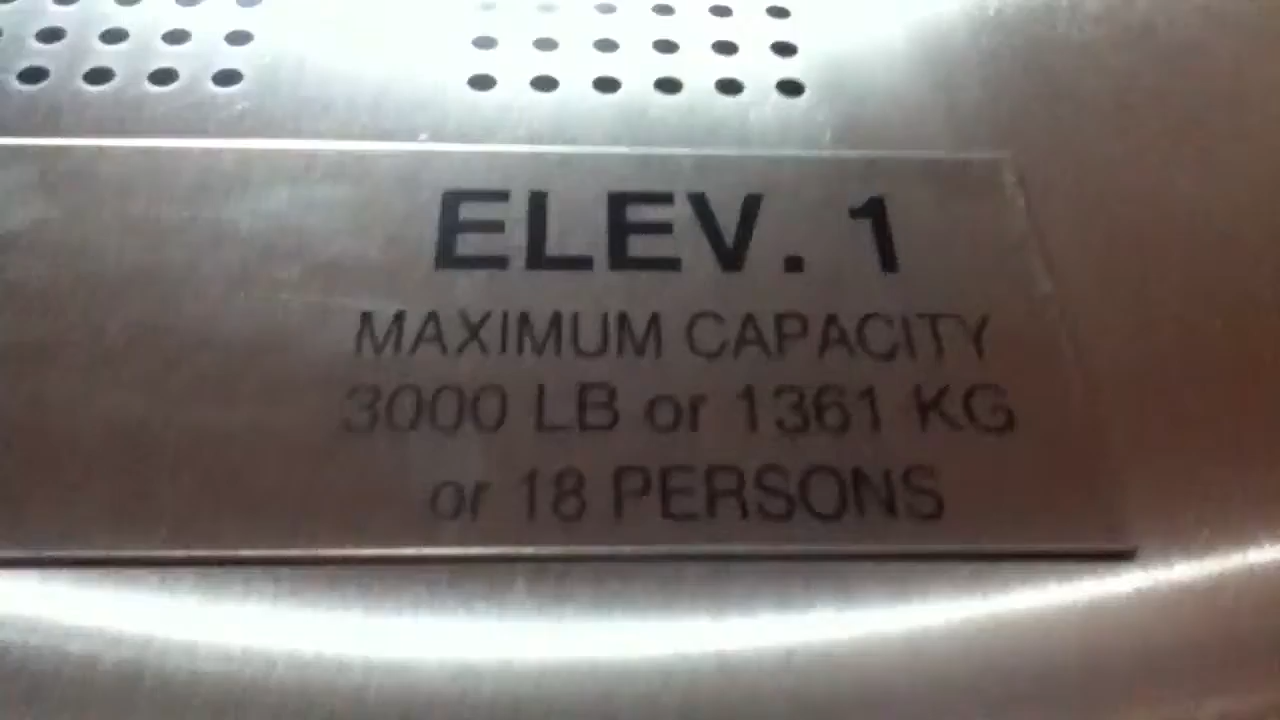 ELEV. 1
MAXIMUM CAPACITY
3000 LB or 1361 KG
or 18 PERSONS